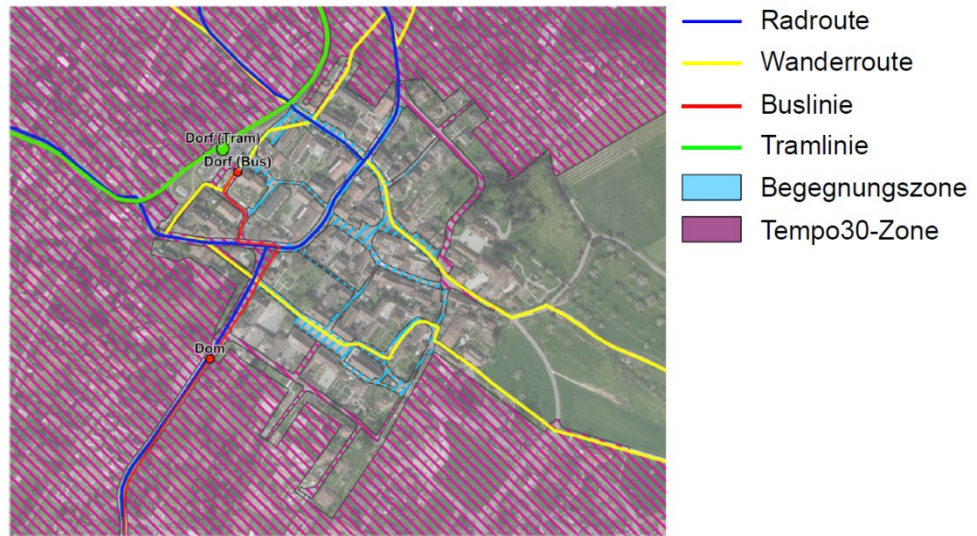 Radroute
Wanderroute
Buslinie
Tramlinie
Begegnungszone
Tempo30-Zone
Dorf (Tram)
Dorf (Bus)
Dom